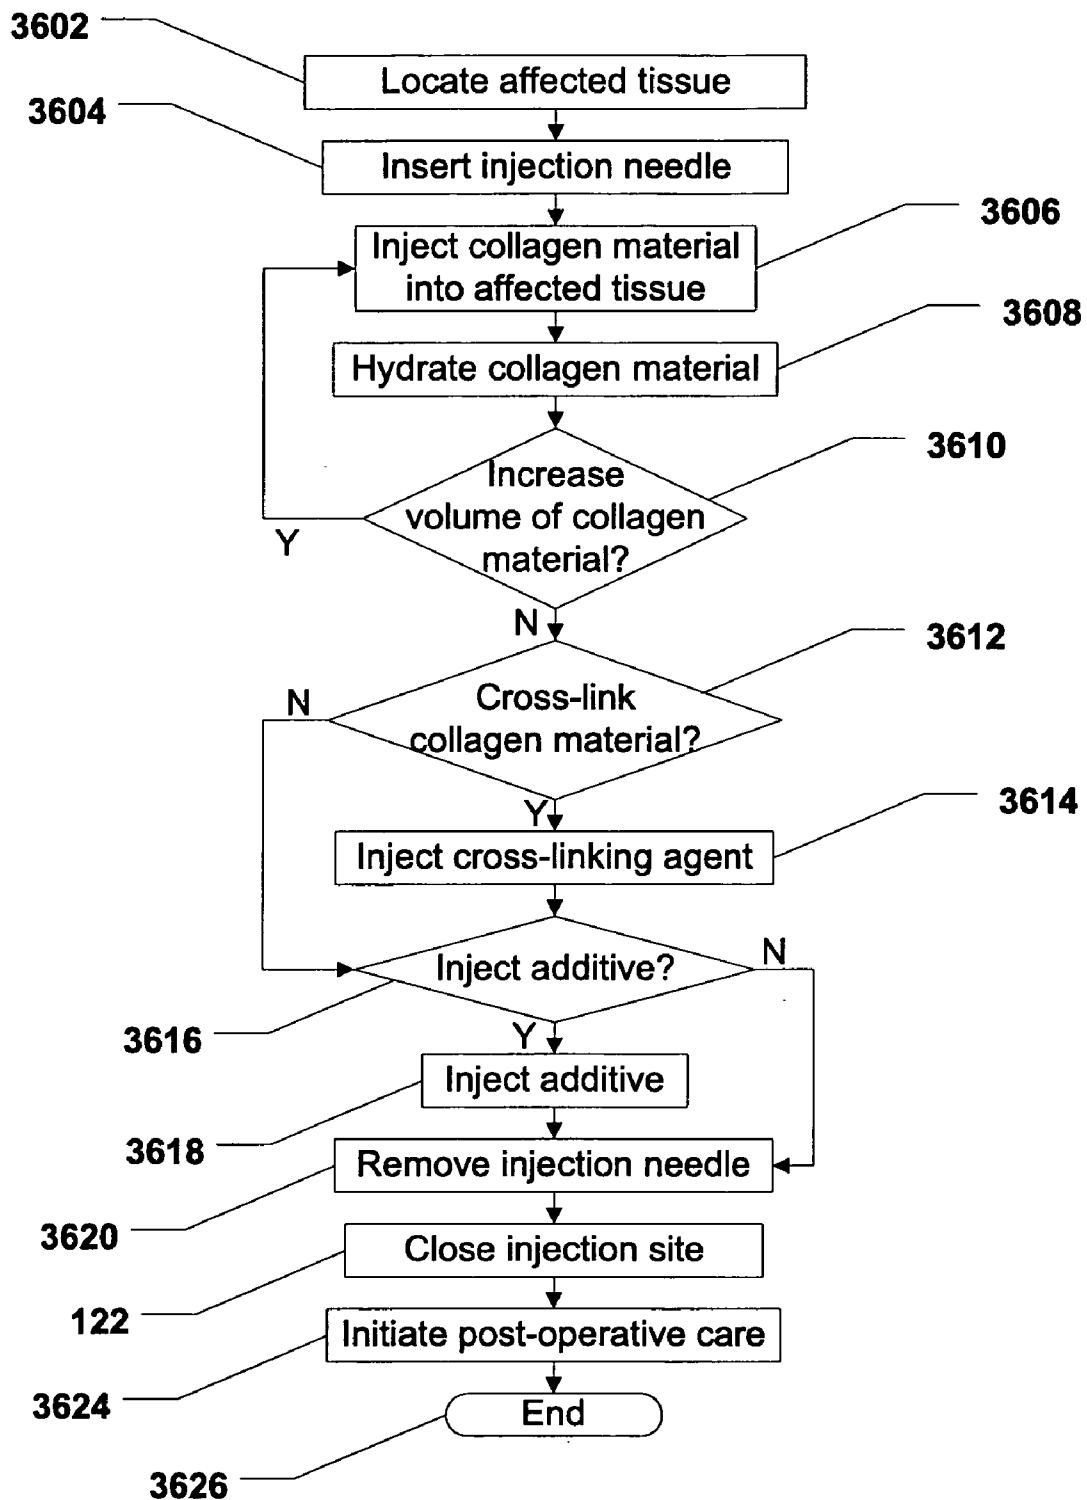 3602
Locate affected tissue
3604
Insert injection needle
3606
Inject collagen material
into affected tissue
3608
Hydrate collagen material
3610
Increase
volume of collagen
material?
Y
N
3612
Cross-link
collagen material?
N
Y
3614
Inject cross-linking agent
Inject additive?
N
3616
Y
Inject additive
3618
Remove injection needle
3620
Close injection site
122
Initiate post-operative care
3624
End
3626